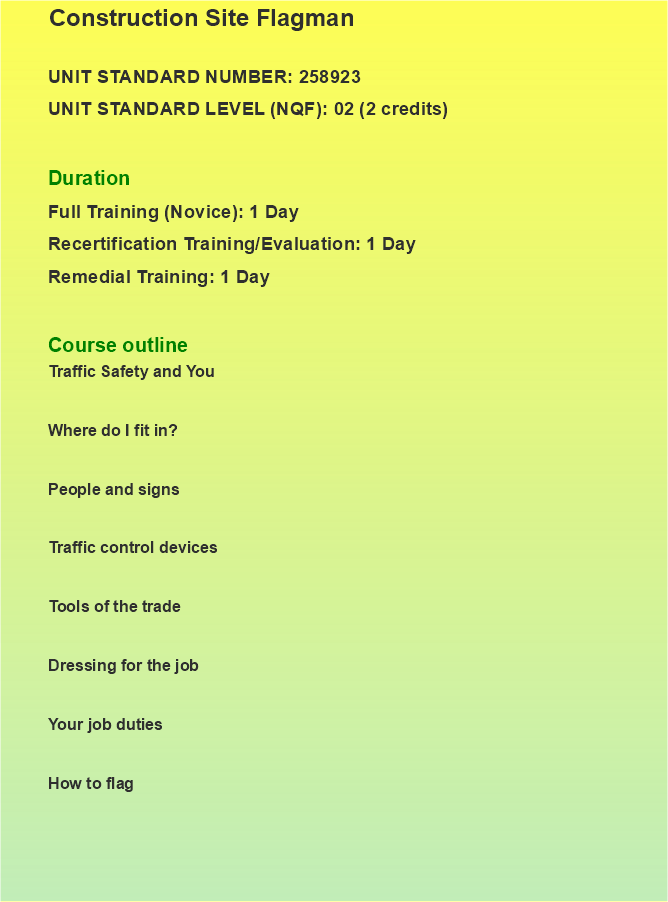 Construction Site Flagman
UNIT STANDARD NUMBER: 258923
UNIT STANDARD LEVEL (NQF): 02 (2 credits)
Duration
Full Training (Novice): 1 Day
Recertification Training/Evaluation: 1 Day
Remedial Training: 1 Day
Course outline
Traffic Safety and You
Where do I fit in?
People and signs
Traffic control devices
Tools of the trade
Dressing for the job
Your job duties
How to flag